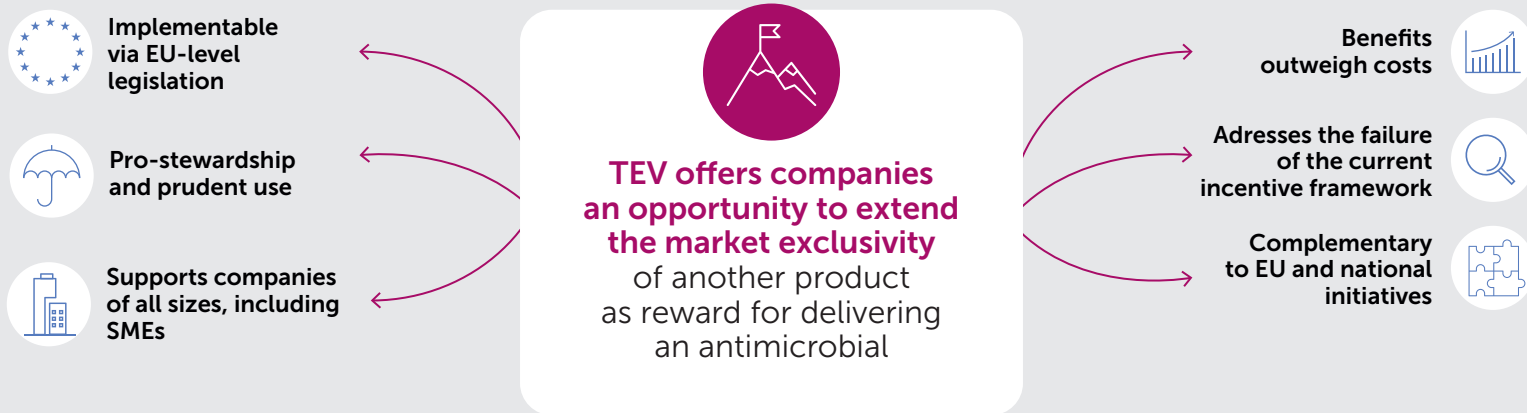 Implementable
via EU-level
legislation
Pro-stewardship
and prudent use
Supports companies
of all sizes, including
SMEs
TEV offers companies
an opportunity to extend
the market exclusivity
of another product
as reward for delivering
an antimicrobial
Benefits
outweigh costs
Adresses the failure
of the current
incentive framework
Complementary
to EU and national
initiatives